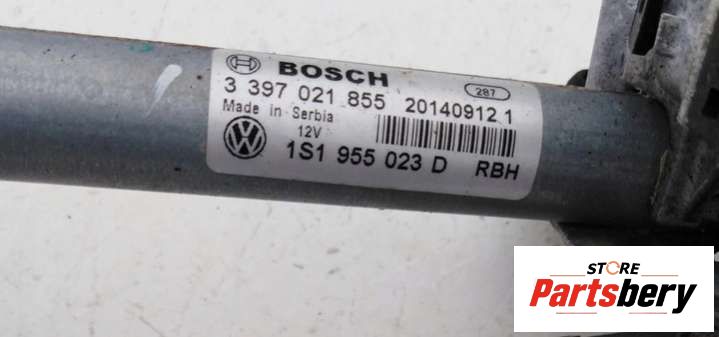 BOSCH
287
3 397 021 855 20140912 1
Made in Serbia
12V
1S1 955 023 D RBH
STORE
Partsbery